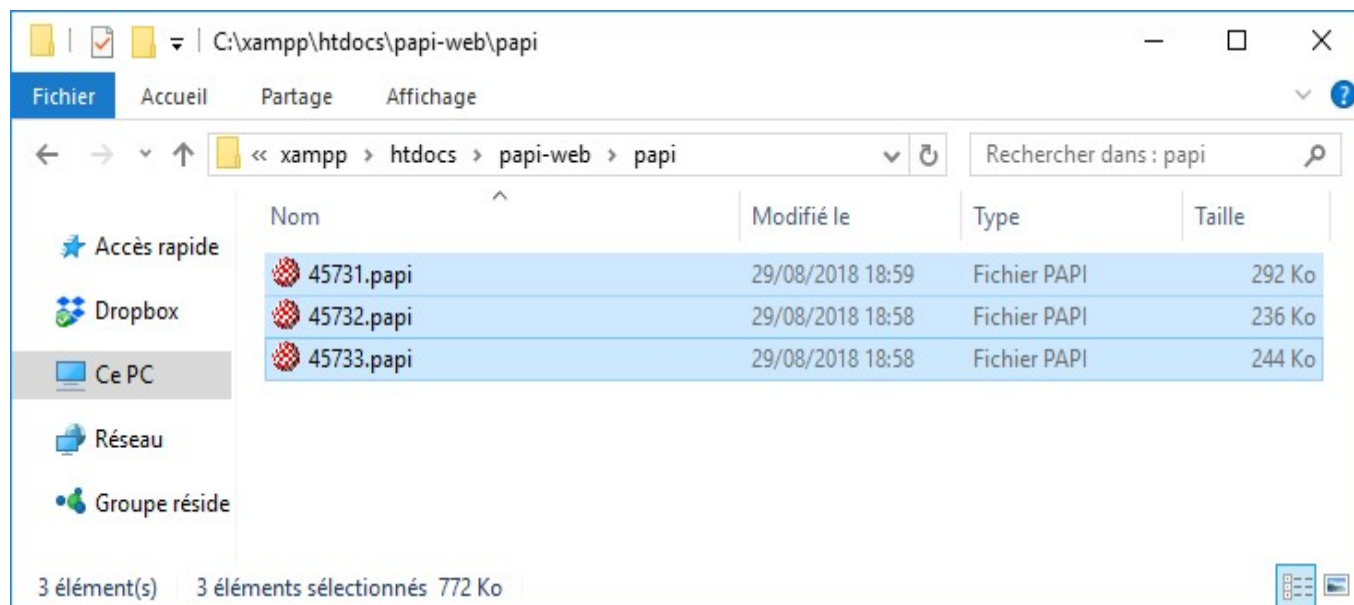 C:\xampp\htdocs\papi-web\papi
Fichier Accueil Partage Affichage ?
« xampp > htdocs > papi-web > papi Rechercher dans : papi
Nom Modifié le Type Taille
Accès rapide
45731.papi 29/08/2018 18:59 Fichier PAPI 292 Ko
Dropbox
45732.papi 29/08/2018 18:58 Fichier PAPI 236 Ko
45733.papi 29/08/2018 18:58 Fichier PAPI 244 Ko
Ce PC
Réseau
Groupe réside
3 élément(s) 3 éléments sélectionnés 772 Ko